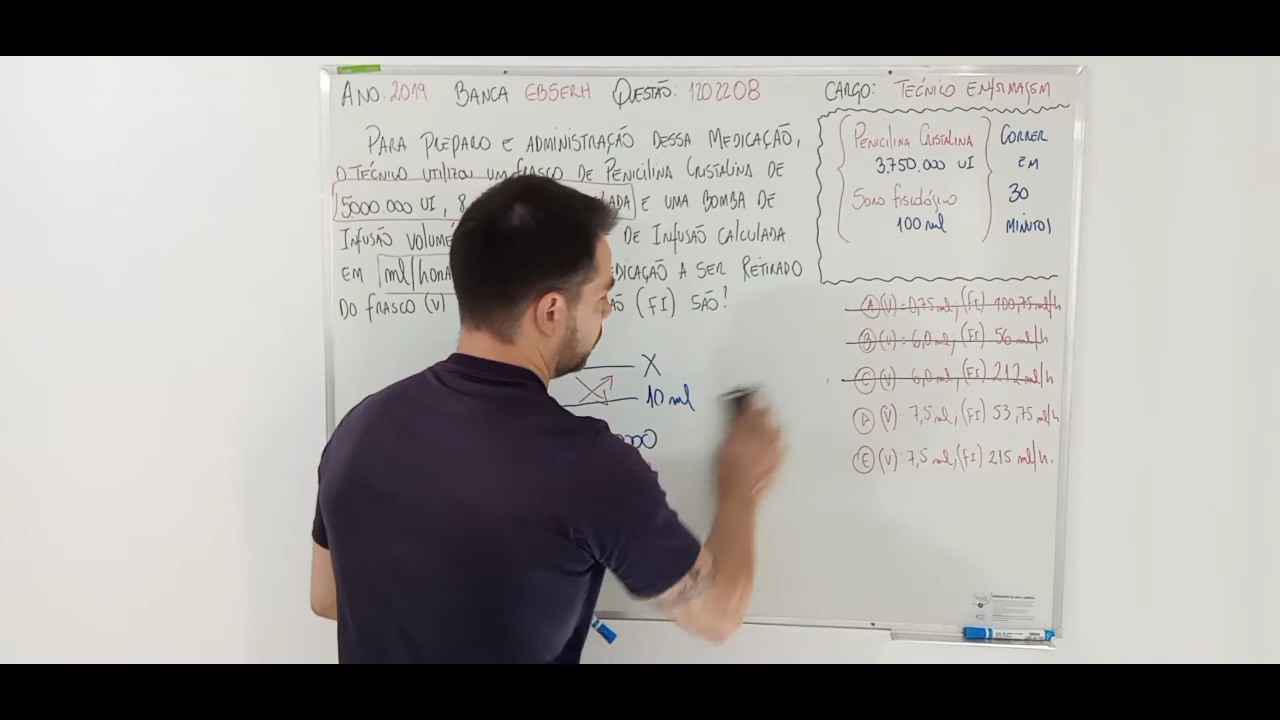 ANO: 2019 BANCA EBSERH QUESTÃO: 1202208 CARGO: TECÍNICO ENFERMAGEM
PARA PREPARO E ADMINISTRAÇÃO DESSA MEDICAÇÃO,
O TÉCNICO UTILIZOU UM FRASCO DE PENICILINA CRISTALINA DE
5000.000 UI, 8 E UMA BOMBA DE
INFUSÃO DE INFUSÃO CALCULADA
EM ml/hora A SER RETIRADO
DO FRASCO (V) (FI) SÃO?
X
10 ml
PENICILINA CRISTALINA
3.750.000 UI
SORO FISIOLÓGICO
100 ml
CORRER
EM
30
MINUTOS
A (V) = 0,75 ml, (FI) 100,75 ml/h
B (V) = 6,0 ml, (FI) 56 ml/h
C (V) = 6,0 ml, (FI) 212 ml/h
D (V) 7,5 ml, (FI) 53,75 ml/h
E (V) 7,5 ml, (FI) 215 ml/h.